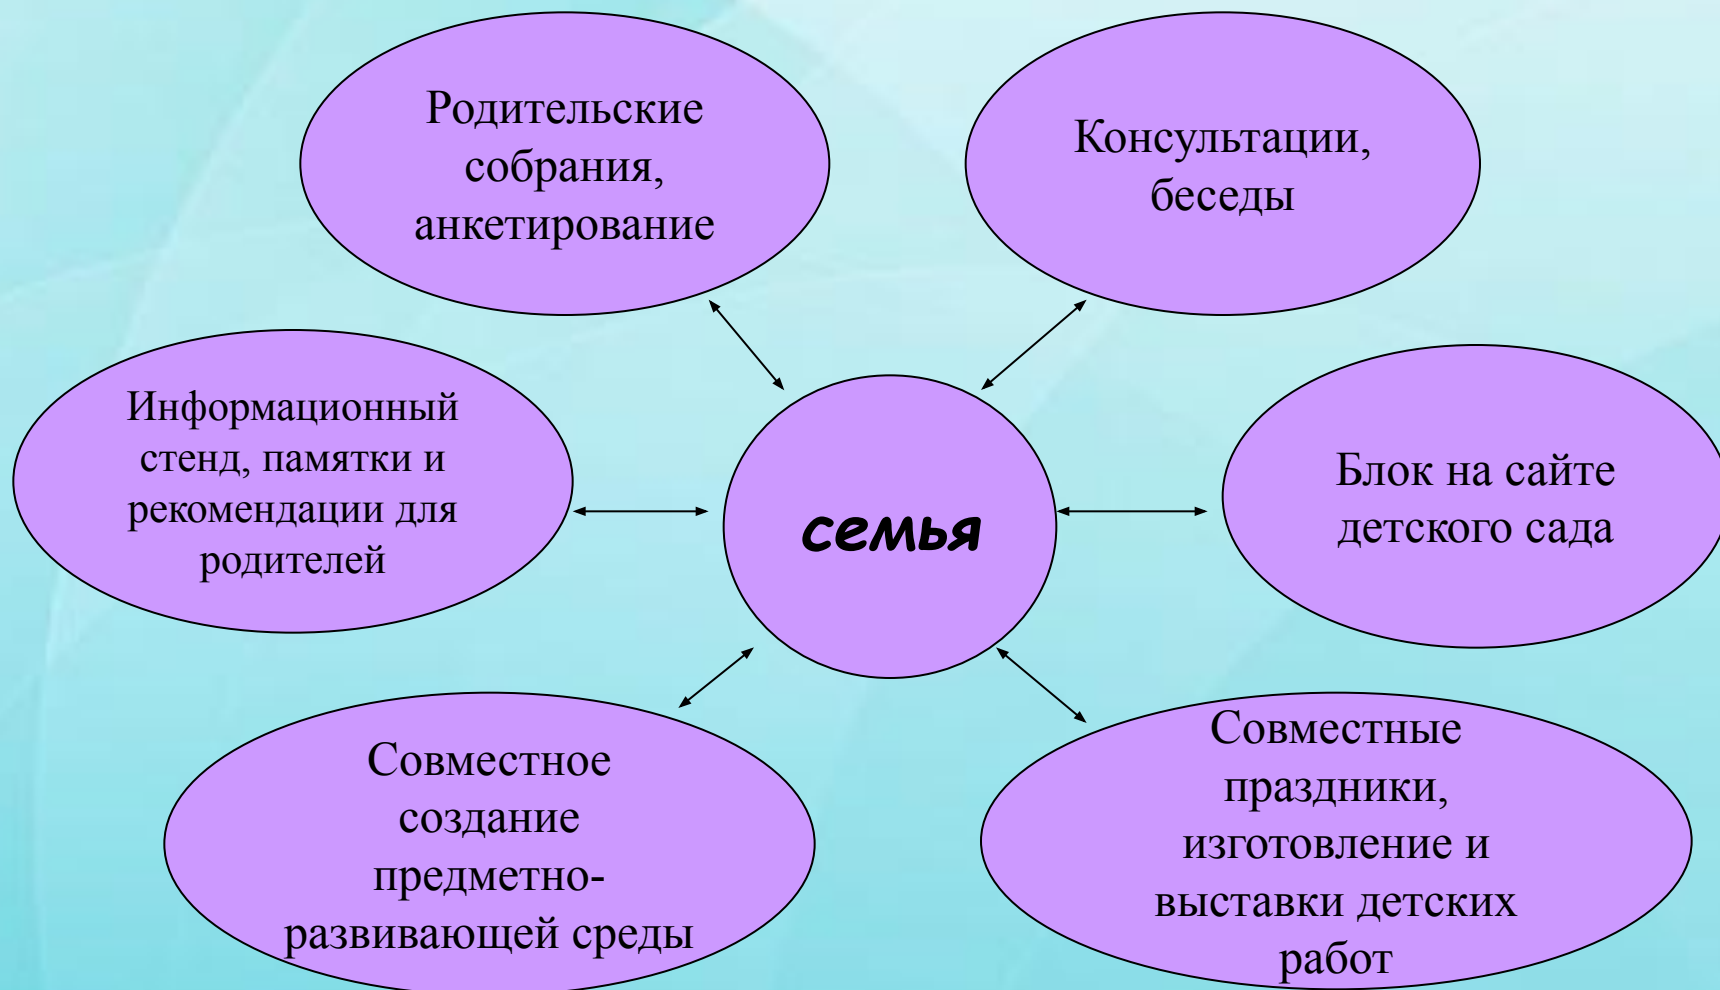 Родительские
собрания,
анкетирование
Консультации,
беседы
Информационный
стенд, памятки и
рекомендации для
родителей
семья
Блок на сайте
детского сада
Совместное
создание
предметно-
развивающей среды
Совместные
праздники,
изготовление и
выставки детских
работ